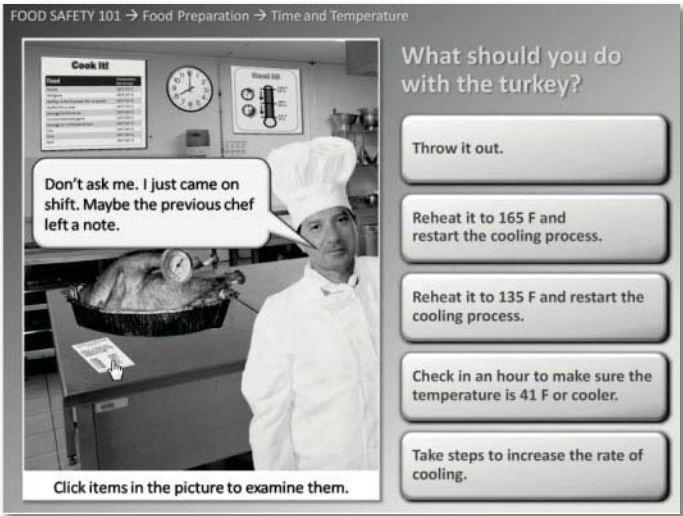 FOOD SAFETY 101 → Food Preparation → Time and Temperature
What should you do
with the turkey?
Cook it!
Food
Cool it!
Don't ask me. I just came on
shift. Maybe the previous chef
left a note.
Throw it out.
Reheat it to 165 F and
restart the cooling process.
Reheat it to 135 F and restart the
cooling process.
Check in an hour to make sure the
temperature is 41 F or cooler.
Take steps to increase the rate of
cooling.
Click items in the picture to examine them.